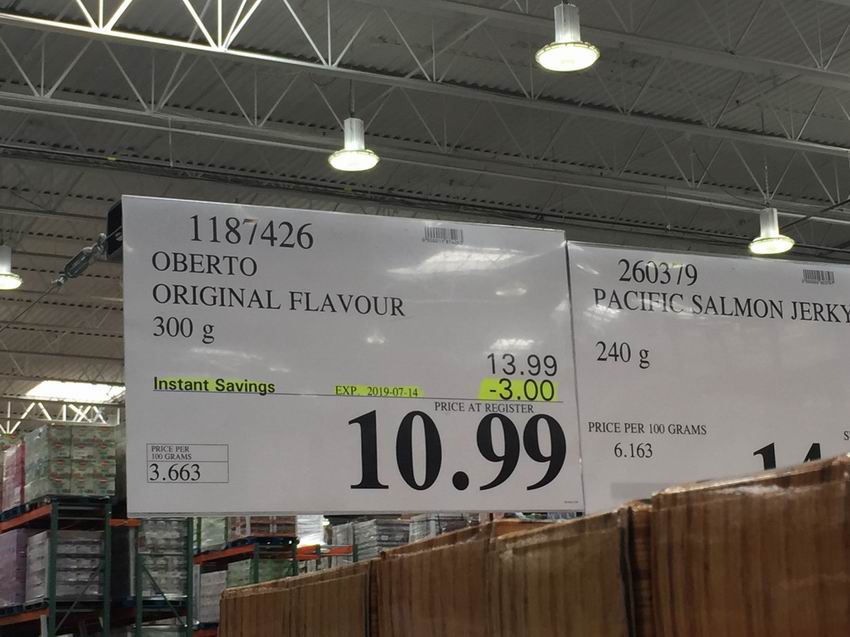 1187426
OBERTO
ORIGINAL FLAVOUR
300 g
13.99
Instant Savings EXP. 2019-07-14 -3.00
PRICE AT REGISTER
10.99
PRICE PER
100 GRAMS
3.663
260379
PACIFIC SALMON JERKY
240 g
PRICE PER 100 GRAMS
6.163